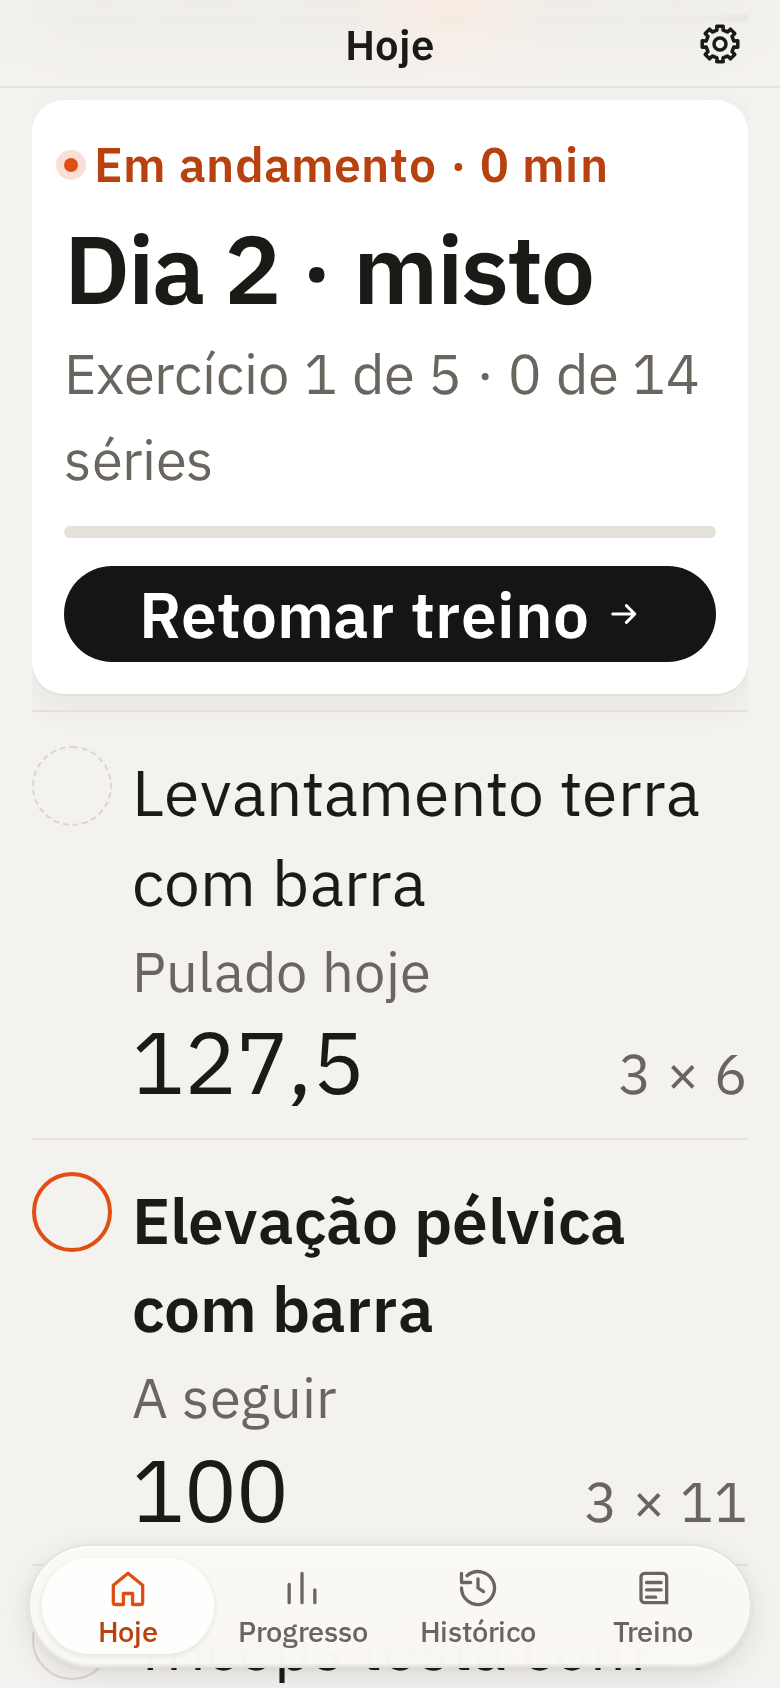 Hoje
Em andamento · 0 min
Dia 2 · misto
Exercício 1 de 5 · 0 de 14
séries
Retomar treino →
Levantamento terra
com barra
Pulado hoje
127,5
3 × 6
Elevação pélvica
com barra
A seguir
100
3 × 11
Hoje
Progresso
Histórico
Treino